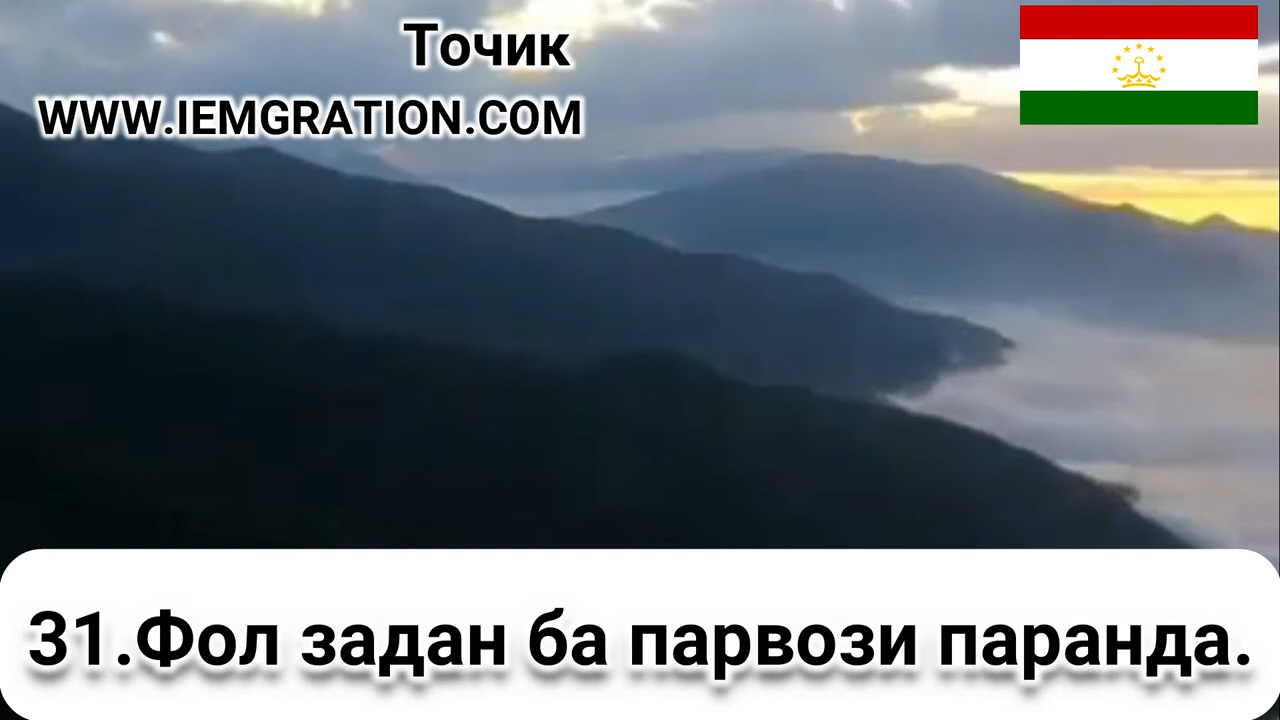 Точик
WWW.IEMGRATION.COM
31.Фол задан ба парвози паранда.